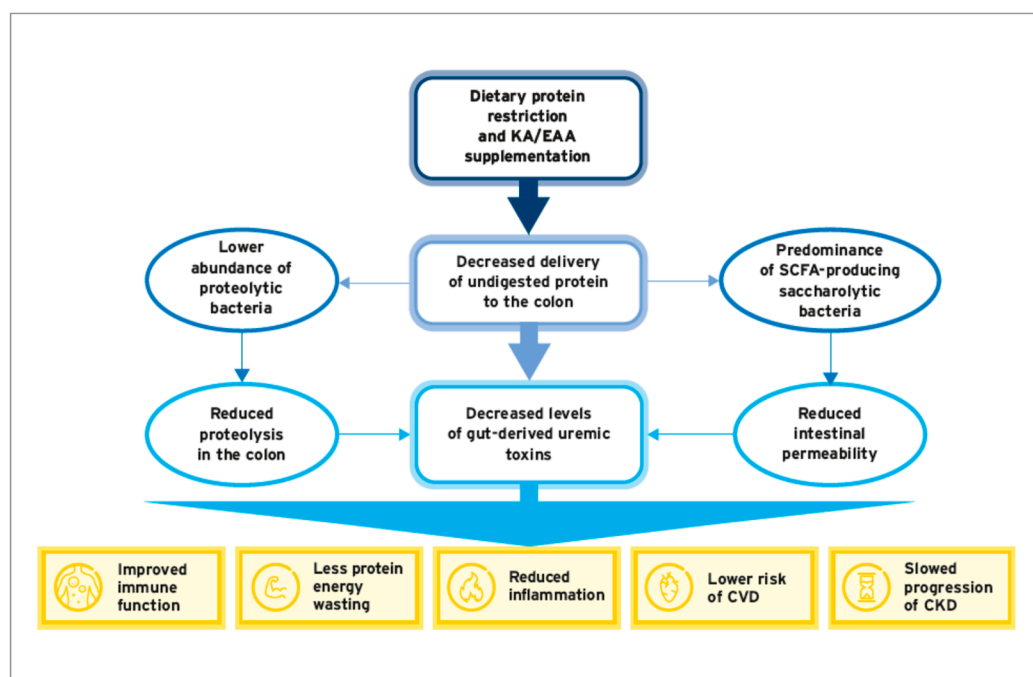 Dietary protein
restriction
and KA/EAA
supplementation
Lower
abundance of
proteolytic
bacteria
Decreased delivery
of undigested protein
to the colon
Predominance
of SCFA-producing
saccharolytic
bacteria
Reduced
proteolysis
in the colon
Decreased levels
of gut-derived uremic
toxins
Reduced
intestinal
permeability
Improved
immune
function
Less protein
energy
wasting
Reduced
inflammation
Lower risk
of CVD
Slowed
progression
of CKD